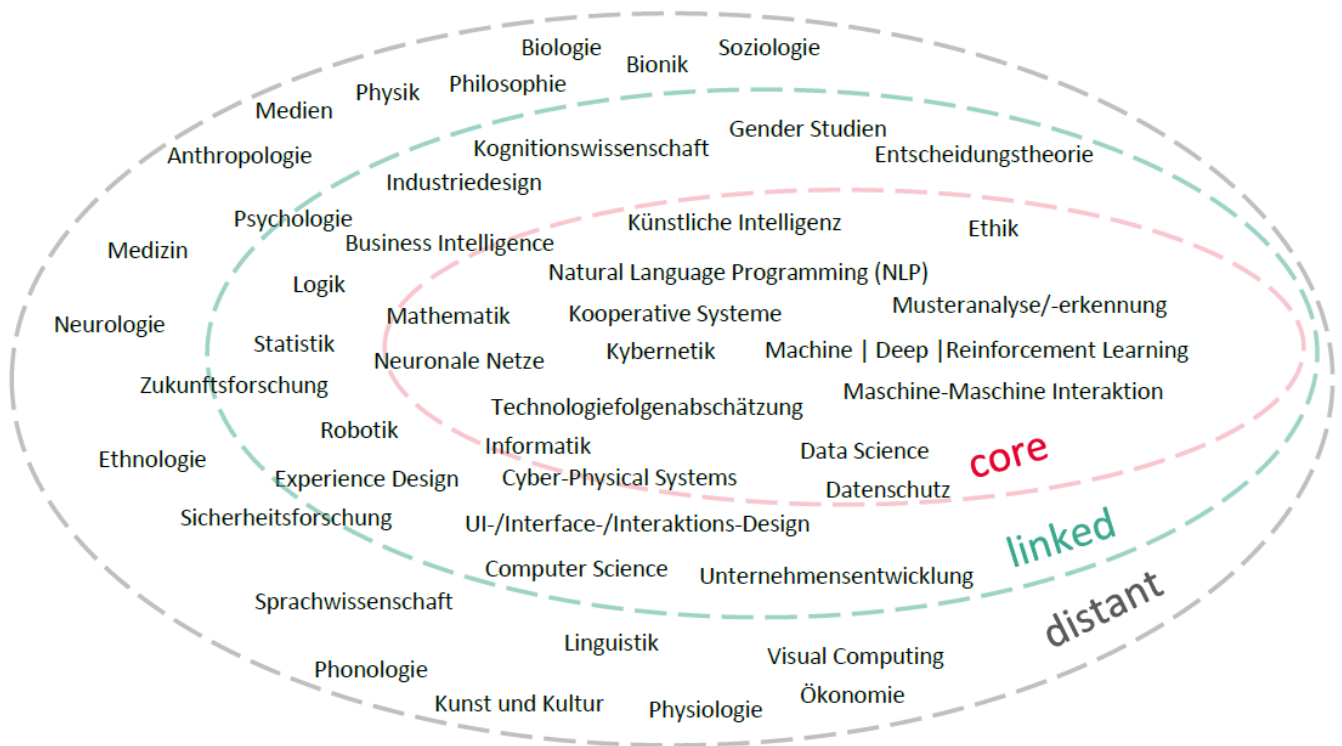 Biologie
Soziologie
Bionik
Philosophie
Physik
Medien
Gender Studien
Kognitionswissenschaft
Entscheidungstheorie
Anthropologie
Industriedesign
Psychologie
Künstliche Intelligenz
Ethik
Business Intelligence
Medizin
Natural Language Programming (NLP)
Logik
Musteranalyse/-erkennung
Mathematik
Kooperative Systeme
Neurologie
Statistik
Kybernetik
Machine | Deep |Reinforcement Learning
Neuronale Netze
Zukunftsforschung
Maschine-Maschine Interaktion
Technologiefolgenabschätzung
Robotik
Informatik
Data Science
core
Ethnologie
Experience Design
Cyber-Physical Systems
Datenschutz
Sicherheitsforschung
UI-/Interface-/Interaktions-Design
linked
Computer Science
Unternehmensentwicklung
Sprachwissenschaft
distant
Linguistik
Visual Computing
Phonologie
Ökonomie
Kunst und Kultur
Physiologie